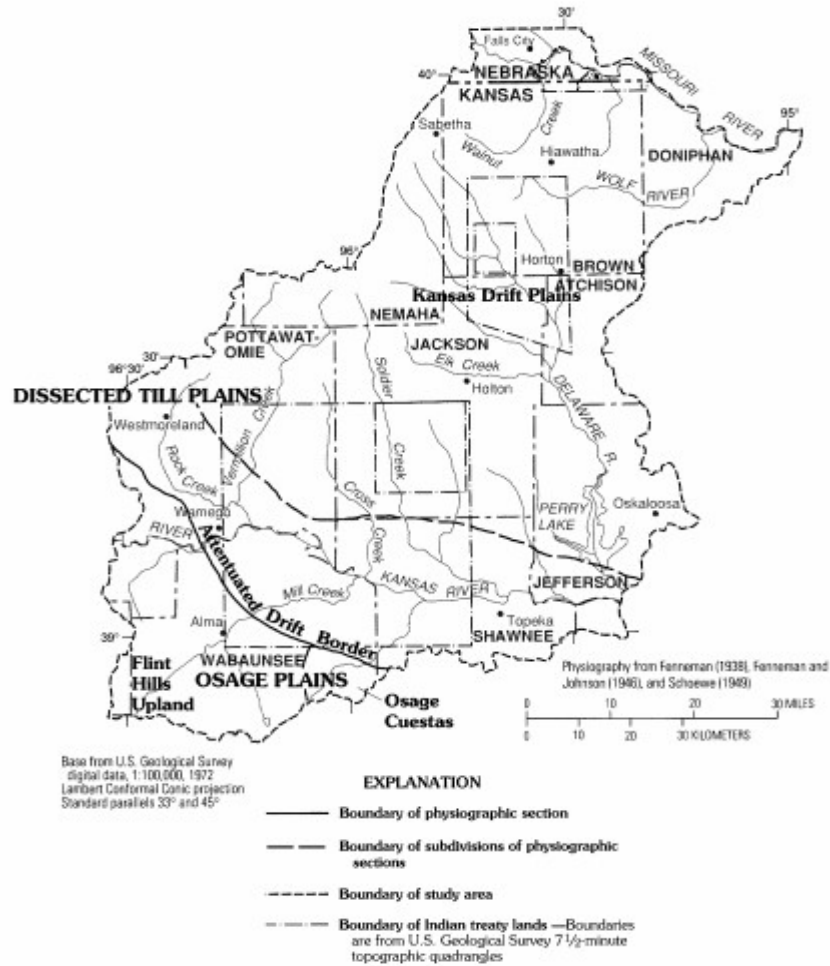 30'
Falls City
40°
NEBRASKA
KANSAS
MISSOURI
RIVER
95°
Sabetha
Walnut
Creek
Hiawatha
DONIPHAN
WOLF
RIVER
96°
Horton
BROWN
ATCHISON
Kansas Drift Plains
NEMAHA
POTTAWAT-
OMIE
JACKSON
Elk Creek
96°30'
30'
Soldier
Creek
Holton
DELAWARE R.
DISSECTED TILL PLAINS
Westmoreland
Vermillion Creek
Rock Creek
Cross
Creek
Wamego
RIVER
PERRY
LAKE
Oskaloosa
Attentuated Drift Border
Mill Creek
KANSAS RIVER
JEFFERSON
Alma
Topeka
SHAWNEE
39°
Flint
Hills
Upland
WABAUNSEE
OSAGE PLAINS
Osage
Cuestas
Physiography from Fenneman (1938), Fenneman and
Johnson (1946), and Schoewe (1949)
0 10 20 30 MILES
0 10 20 30 KILOMETERS
Base from U.S. Geological Survey
digital data, 1:100,000, 1972
Lambert Conformal Conic projection
Standard parallels 33° and 45°
EXPLANATION
Boundary of physiographic section
Boundary of subdivisions of physiographic
sections
Boundary of study area
Boundary of Indian treaty lands —Boundaries
are from U.S. Geological Survey 7 1/2-minute
topographic quadrangles